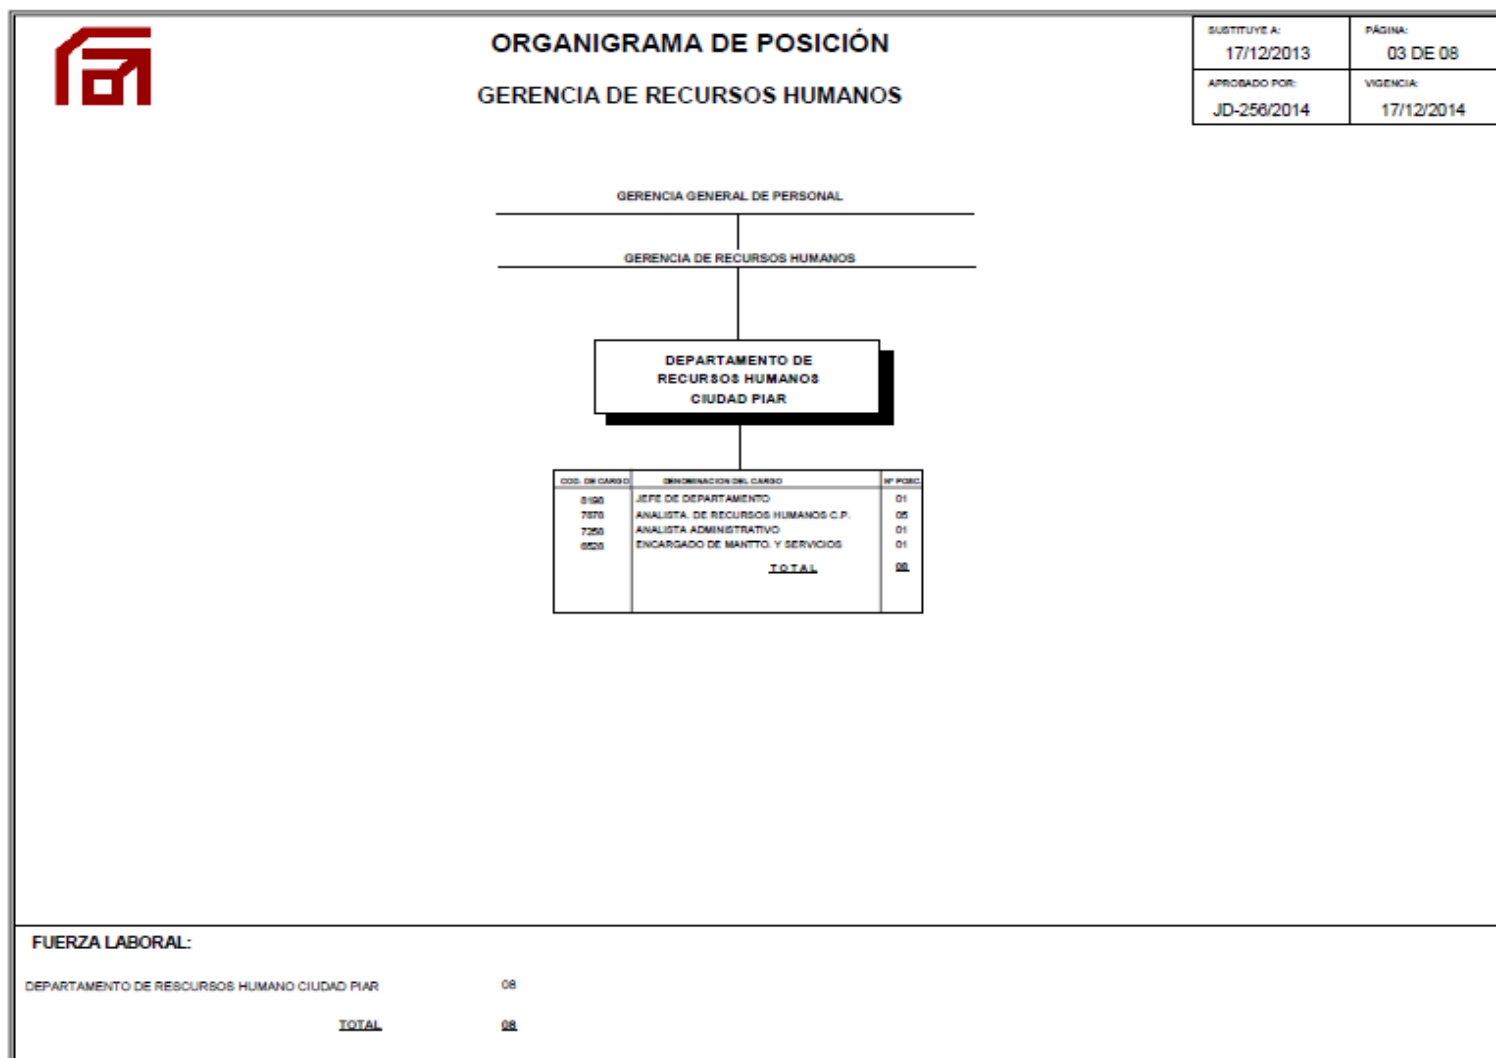 ORGANIGRAMA DE POSICIÓN
GERENCIA DE RECURSOS HUMANOS
SUSTITUYE A: PÁGINA:
17/12/2013 03 DE 08
APROBADO POR: VIGENCIA:
JD-256/2014 17/12/2014
GERENCIA GENERAL DE PERSONAL
GERENCIA DE RECURSOS HUMANOS
DEPARTAMENTO DE
RECURSOS HUMANOS
CIUDAD PIAR
COD. DE CARGO DENOMINACION DEL CARGO Nº POSC.
JEFE DE DEPARTAMENTO 01
ANALISTA. DE RECURSOS HUMANOS C.P. 05
ANALISTA ADMINISTRATIVO 01
ENCARGADO DE MANTTO. Y SERVICIOS 01
TOTAL 08
FUERZA LABORAL:
DEPARTAMENTO DE RESCURSOS HUMANO CIUDAD PIAR 08
TOTAL 08